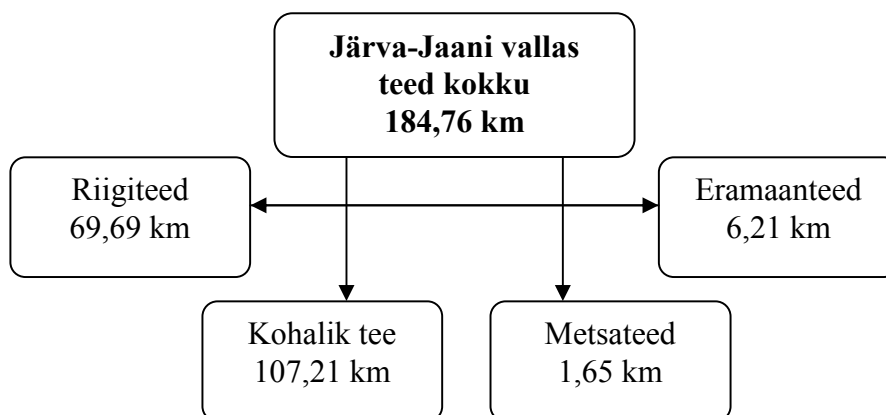 Järva-Jaani vallas
teed kokku
184,76 km
Riigiteed
69,69 km
Eramaanteed
6,21 km
Kohalik tee
107,21 km
Metsateed
1,65 km